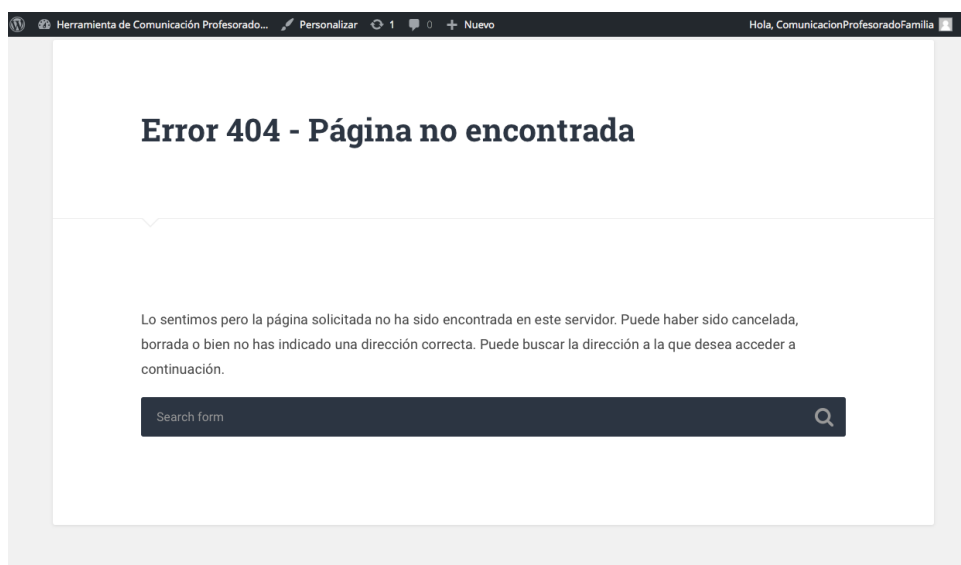 Herramienta de Comunicación Profesorado... Personalizar 1 0 + Nuevo Hola, ComunicacionProfesoradoFamilia
Error 404 - Página no encontrada
Lo sentimos pero la página solicitada no ha sido encontrada en este servidor. Puede haber sido cancelada,
borrada o bien no has indicado una dirección correcta. Puede buscar la dirección a la que desea acceder a
continuación.
Search form